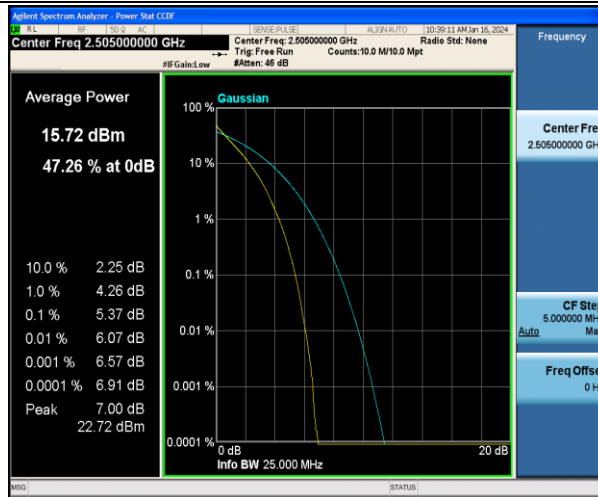 Agilent Spectrum Analyzer - Power Stat CCDF
RL RF 50 Ω AC SENSE:PULSE ALIGNAUTO 10:39:11 AM Jan 16, 2024
Center Freq 2.505000000 GHz
Center Freq: 2.505000000 GHz Radio Std: None
Trig: Free Run Counts:10.0 M/10.0 Mpt
#IFGain:Low #Atten: 46 dB
Frequency
Average Power
15.72 dBm
47.26 % at 0dB
10.0 % 2.25 dB
1.0 % 4.26 dB
0.1 % 5.37 dB
0.01 % 6.07 dB
0.001 % 6.57 dB
0.0001 % 6.91 dB
Peak 7.00 dB
22.72 dBm
Gaussian
100 %
10 %
1 %
0.1 %
0.01 %
0.001 %
0.0001 %
0 dB 20 dB
Info BW 25.000 MHz
Center Fre
2.505000000 GH
CF Ste
5.000000 MH
Auto Ma
Freq Offse
0 H
MSG STATUS